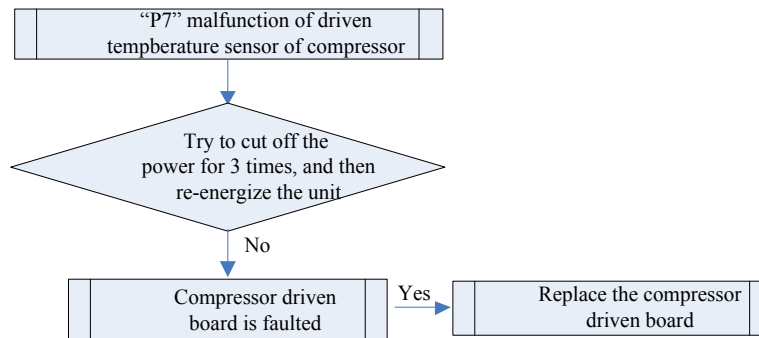 “P7” malfunction of driven
tempberature sensor of compressor
Try to cut off the
power for 3 times, and then
re-energize the unit
No
Compressor driven
board is faulted
Yes
Replace the compressor
driven board